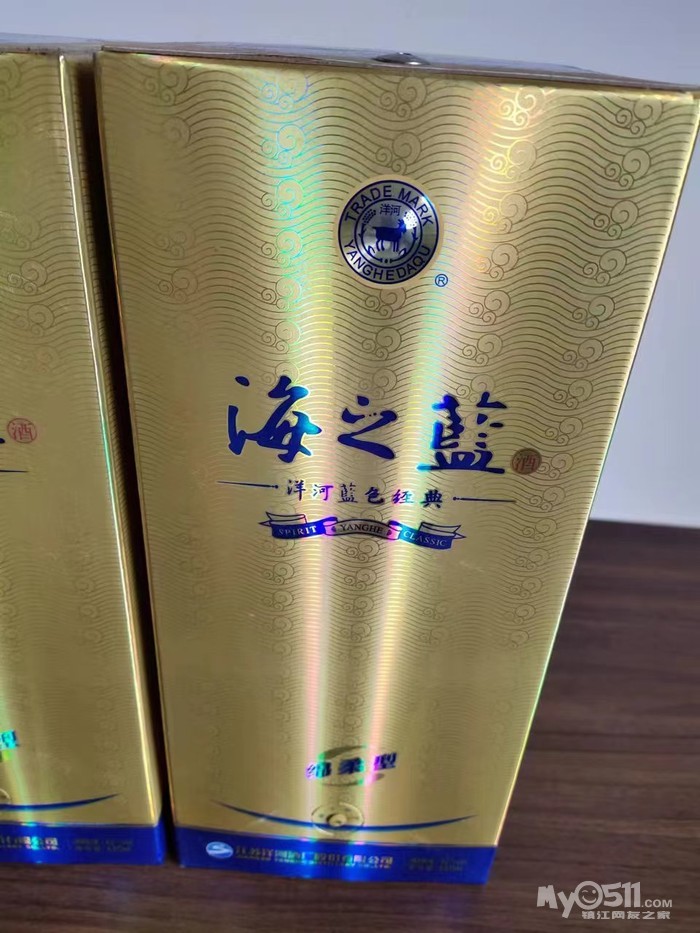 TRADE MARK
洋河
YANGHEDAQU
®
海之藍
酒
洋河藍色经典
SPIRIT YANGHE CLASSIC
绵柔型
酒
My0511.com
镇江网友之家